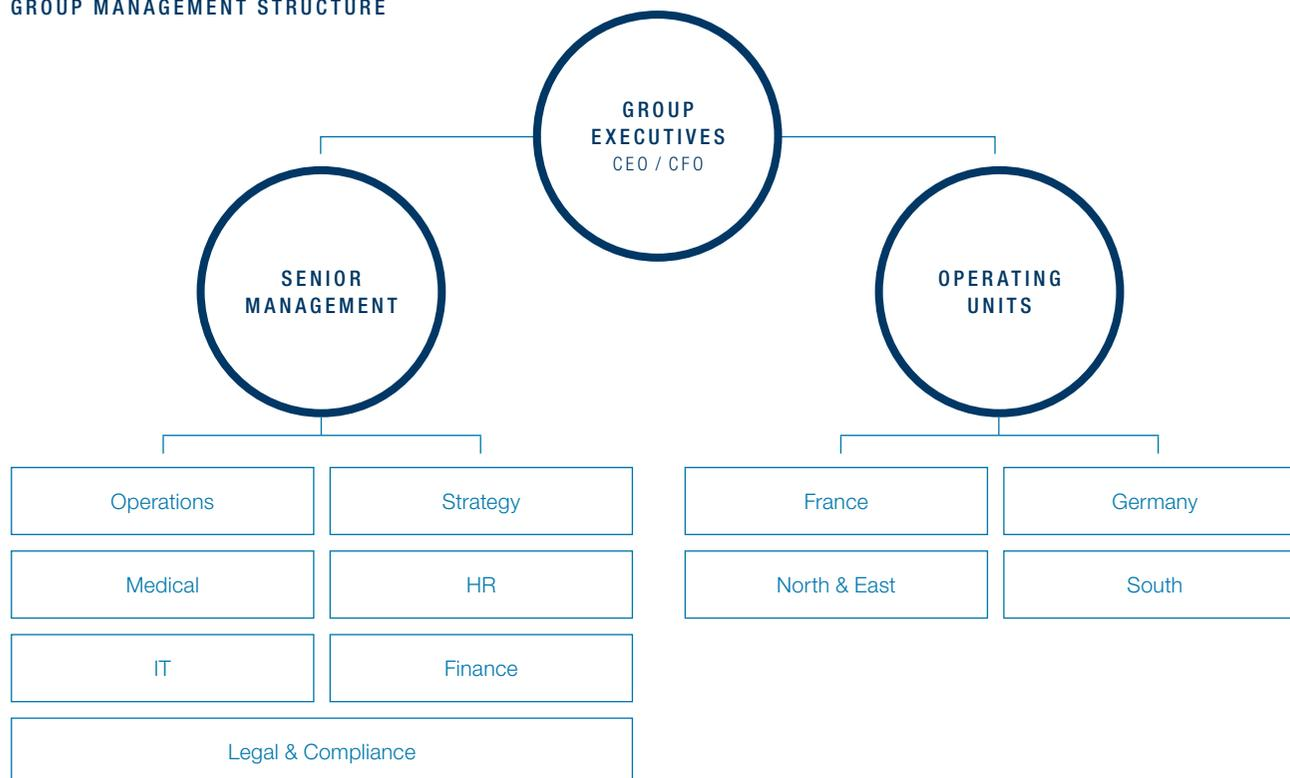 GROUP MANAGEMENT STRUCTURE
GROUP
EXECUTIVES
CEO / CFO
SENIOR
MANAGEMENT
OPERATING
UNITS
Operations
Strategy
France
Germany
Medical
HR
North & East
South
IT
Finance
Legal & Compliance